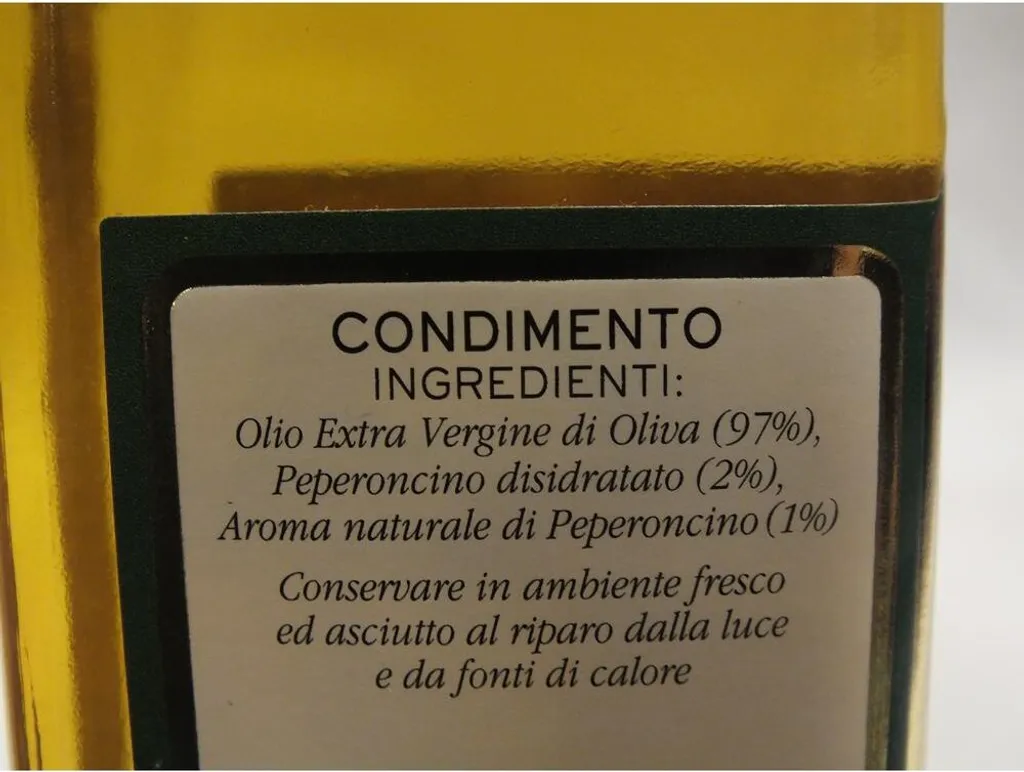 CONDIMENTO
INGREDIENTI:
Olio Extra Vergine di Oliva (97%),
Peperoncino disidratato (2%),
Aroma naturale di Peperoncino (1%)
Conservare in ambiente fresco
ed asciutto al riparo dalla luce
e da fonti di calore